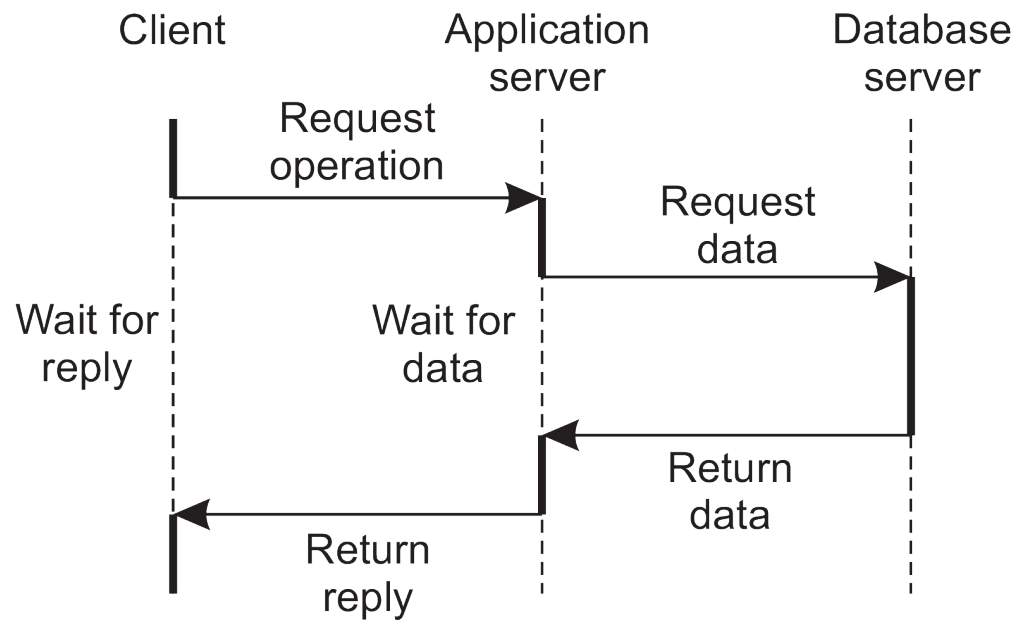 Client
Application
server
Database
server
Request
operation
Request
data
Wait for
reply
Wait for
data
Return
data
Return
reply